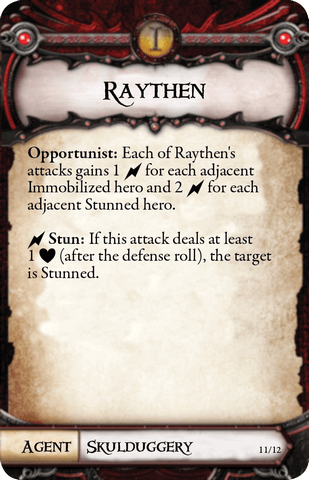 I
Raythen
Opportunist: Each of Raythen's
attacks gains 1 for each adjacent
Immobilized hero and 2 for each
adjacent Stunned hero.
Stun: If this attack deals at least
1 (after the defense roll), the target
is Stunned.
Agent Skulduggery 11/12